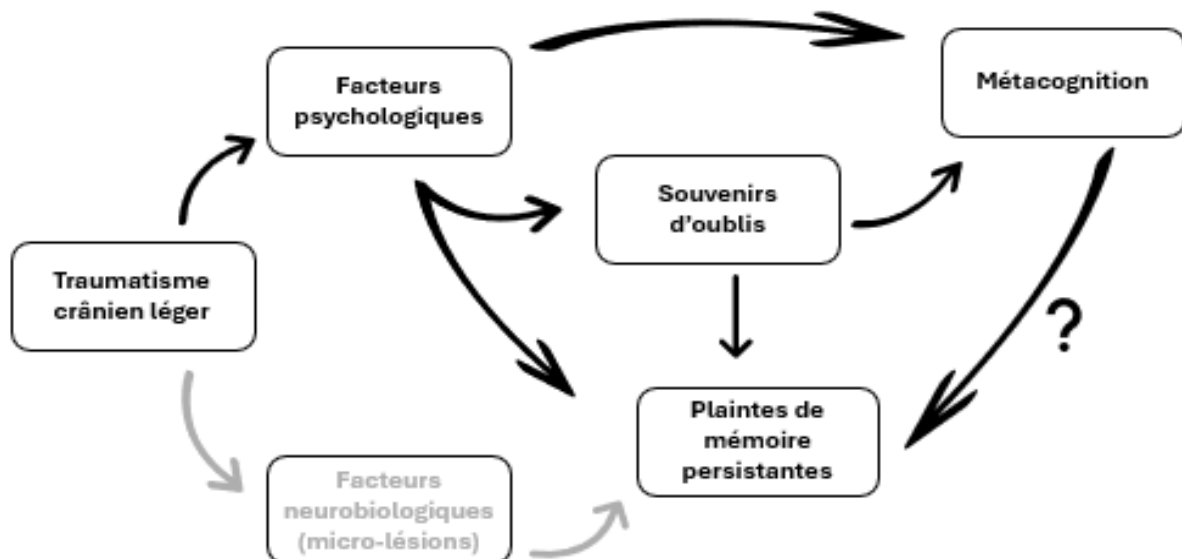 Facteurs
psychologiques
Métacognition
Souvenirs
d'oublis
Traumatisme
crânien léger
?
Plaintes de
mémoire
persistantes
Facteurs
neurobiologiques
(micro-lésions)